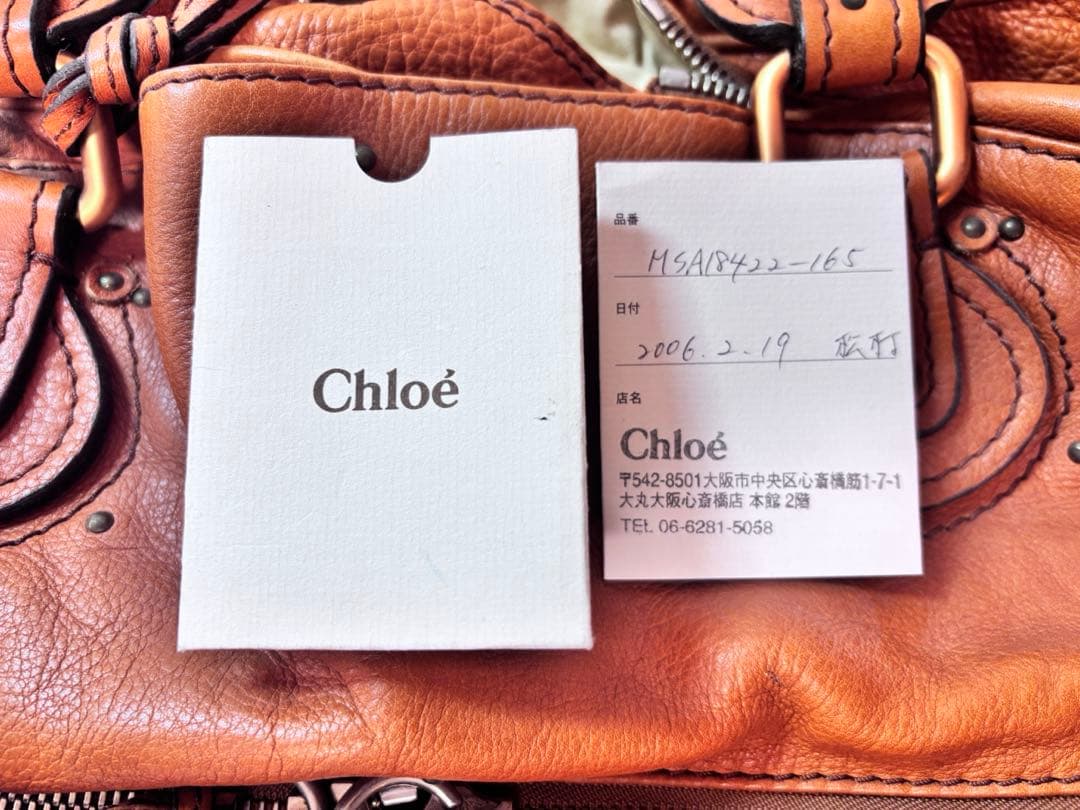 Chloé
品番
MSA18422-165
日付
2006.2.19 松村
店名
Chloé
〒542-8501大阪市中央区心斎橋筋1-7-1
大丸大阪心斎橋店 本館 2階
TEL 06-6281-5058